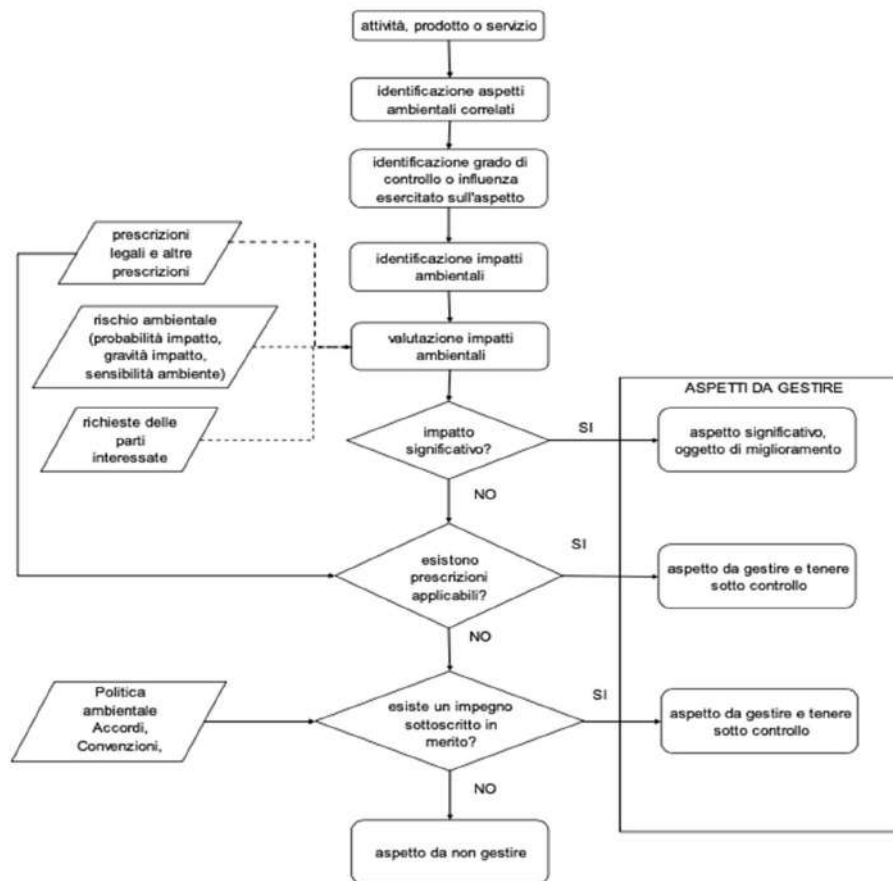 attività, prodotto o servizio
identificazione aspetti
ambientali correlati
identificazione grado di
controllo o influenza
esercitato sull'aspetto
prescrizioni
legali e altre
prescrizioni
identificazione impatti
ambientali
rischio ambientale
(probabilità impatto,
gravità impatto,
sensibilità ambiente)
valutazione impatti
ambientali
ASPETTI DA GESTIRE
richieste delle
parti
interessate
impatto
significativo?
SI
aspetto significativo,
oggetto di miglioramento
NO
esistono
prescrizioni
applicabili?
SI
aspetto da gestire e tenere
sotto controllo
NO
Politica
ambientale
Accordi,
Convenzioni,
esiste un impegno
sottoscritto in
merito?
SI
aspetto da gestire e tenere
sotto controllo
NO
aspetto da non gestire